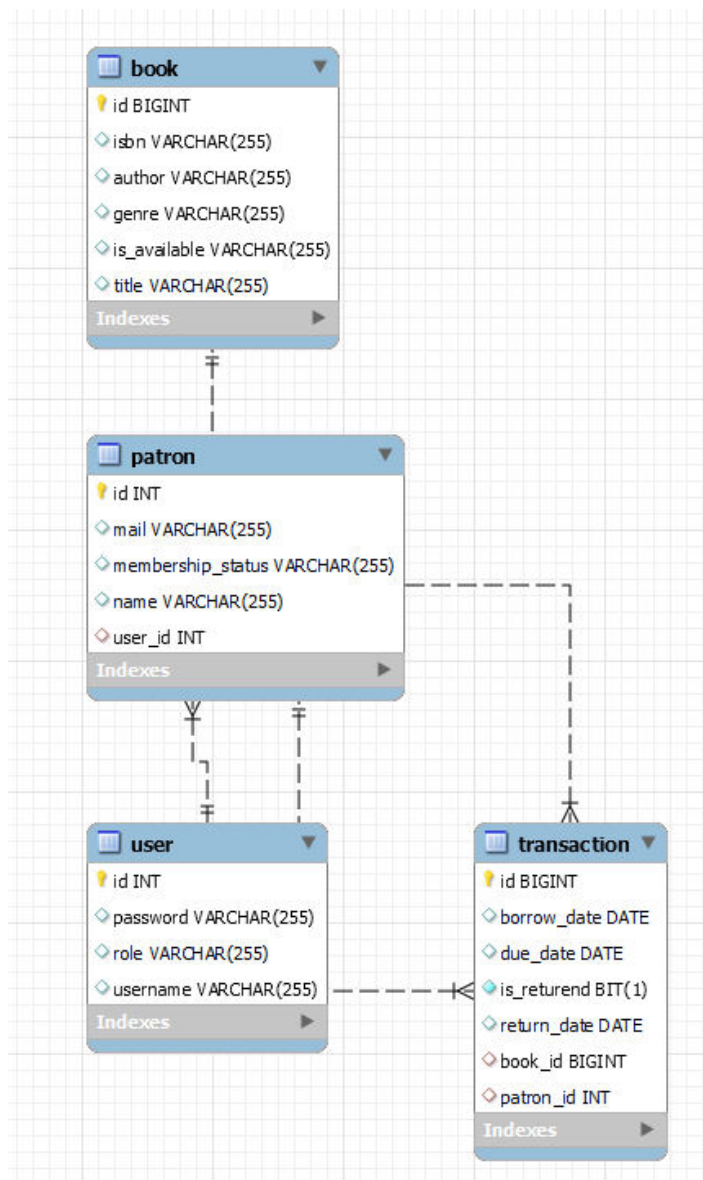 book
id BIGINT
isbn VARCHAR(255)
author VARCHAR(255)
genre VARCHAR(255)
is_available VARCHAR(255)
title VARCHAR(255)
Indexes
patron
id INT
mail VARCHAR(255)
membership_status VARCHAR(255)
name VARCHAR(255)
user_id INT
Indexes
user
id INT
password VARCHAR(255)
role VARCHAR(255)
username VARCHAR(255)
Indexes
transaction
id BIGINT
borrow_date DATE
due_date DATE
is_returend BIT(1)
return_date DATE
book_id BIGINT
patron_id INT
Indexes